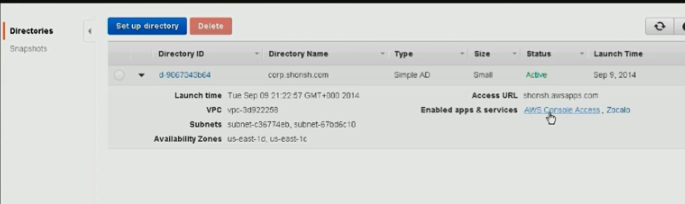 Directories
Snapshots
Set up directory Delete
Directory ID Directory Name Type Size Status Launch Time
d-9067343b64 corp.shorish.com Simple AD Small Active Sep 9, 2014
Launch time Tue Sep 09 21:22:57 GMT+000 2014
Access URL shorish.awsapps.com
VPC vpc-3d922258
Enabled apps & services AWS Console Access , Zocalo
Subnets subnet-c36774eb, subnet-67bd6c10
Availability Zones us-east-1d, us-east-1c